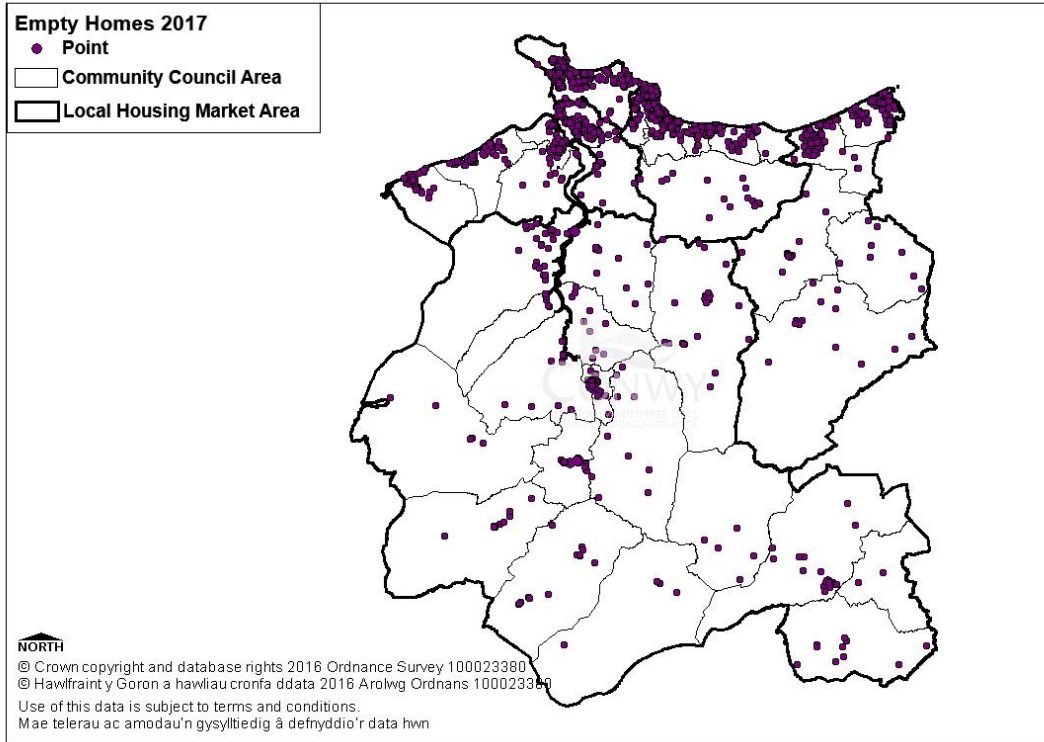 Empty Homes 2017
Point
Community Council Area
Local Housing Market Area
CONWY
NORTH
© Crown copyright and database rights 2016 Ordnance Survey 100023380
© Hawlfraint y Goron a hawliau cronfa ddata 2016 Arolwg Ordnans 100023380
Use of this data is subject to terms and conditions.
Mae telerau ac amodau'n gysylltiedig â defnyddio'r data hwn